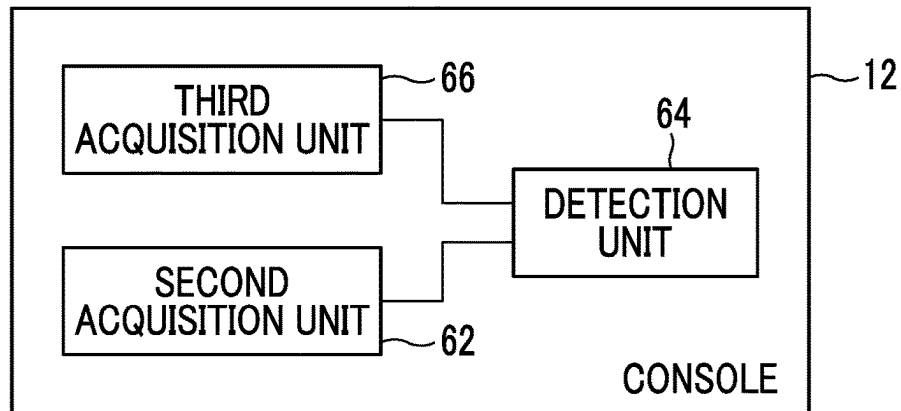 THIRD
ACQUISITION UNIT
66
12
64
DETECTION
UNIT
SECOND
ACQUISITION UNIT
62
CONSOLE